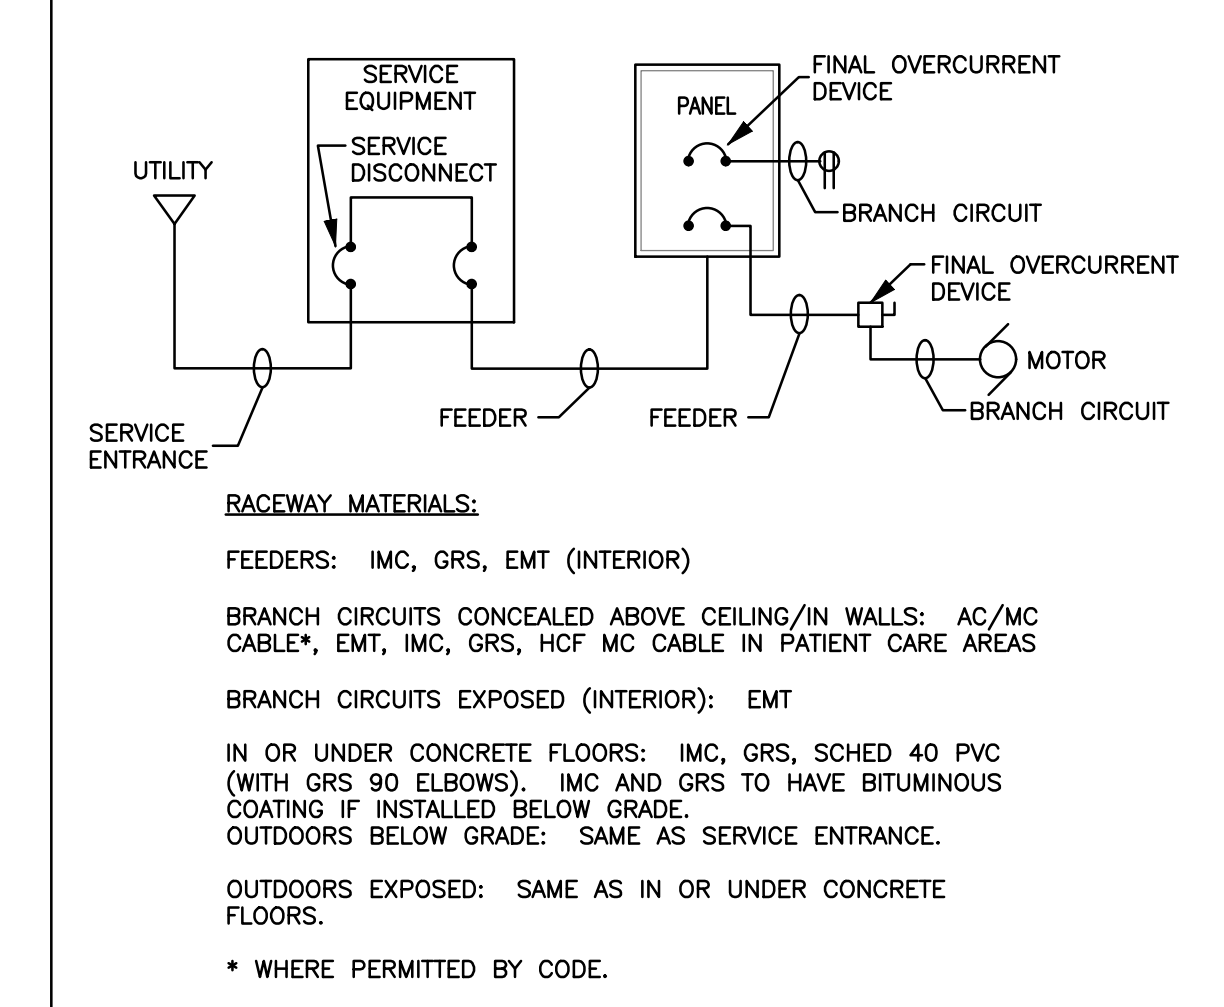 SERVICE
EQUIPMENT
SERVICE
DISCONNECT
UTILITY
PANEL
FINAL OVERCURRENT
DEVICE
BRANCH CIRCUIT
FINAL OVERCURRENT
DEVICE
MOTOR
BRANCH CIRCUIT
FEEDER
FEEDER
SERVICE
ENTRANCE
RACEWAY MATERIALS:
FEEDERS: IMC, GRS, EMT (INTERIOR)
BRANCH CIRCUITS CONCEALED ABOVE CEILING/IN WALLS: AC/MC
CABLE*, EMT, IMC, GRS, HCF MC CABLE IN PATIENT CARE AREAS
BRANCH CIRCUITS EXPOSED (INTERIOR): EMT
IN OR UNDER CONCRETE FLOORS: IMC, GRS, SCHED 40 PVC
(WITH GRS 90 ELBOWS). IMC AND GRS TO HAVE BITUMINOUS
COATING IF INSTALLED BELOW GRADE.
OUTDOORS BELOW GRADE: SAME AS SERVICE ENTRANCE.
OUTDOORS EXPOSED: SAME AS IN OR UNDER CONCRETE
FLOORS.
* WHERE PERMITTED BY CODE.